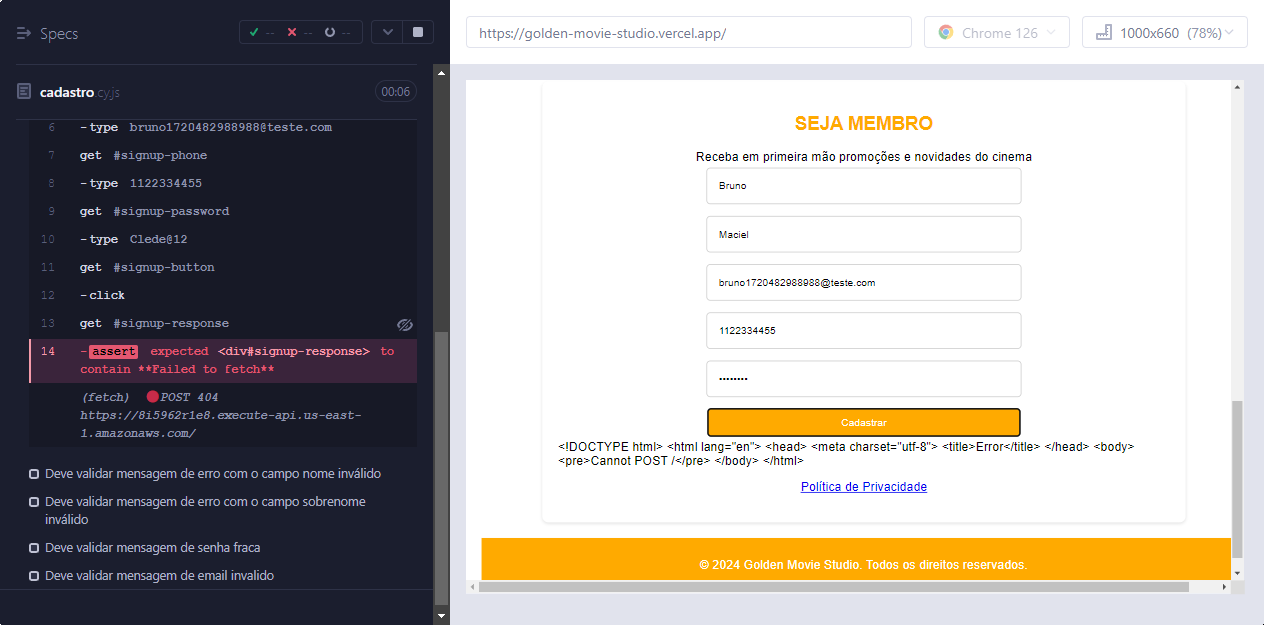 Specs
-- -- --
https://golden-movie-studio.vercel.app/
Chrome 126
1000x660 (78%)
cadastro.cy.js
00:06
6 -type bruno1720482988988@teste.com
7 get #signup-phone
8 -type 1122334455
9 get #signup-password
10 -type Clede@12
11 get #signup-button
12 -click
13 get #signup-response
14 -assert expected <div#signup-response> to
contain **Failed to fetch**
(fetch) POST 404
https://8i5962r1e8.execute-api.us-east-
1.amazonaws.com/
Deve validar mensagem de erro com o campo nome inválido
Deve validar mensagem de erro com o campo sobrenome
inválido
Deve validar mensagem de senha fraca
Deve validar mensagem de email invalido
SEJA MEMBRO
Receba em primeira mão promoções e novidades do cinema
Bruno
Maciel
bruno1720482988988@teste.com
1122334455
••••••••
Cadastrar
<!DOCTYPE html> <html lang="en"> <head> <meta charset="utf-8"> <title>Error</title> </head> <body>
<pre>Cannot POST /</pre> </body> </html>
Política de Privacidade
© 2024 Golden Movie Studio. Todos os direitos reservados.